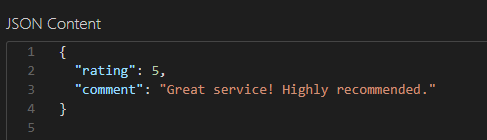 JSON Content
1 {
2 "rating": 5,
3 "comment": "Great service! Highly recommended."
4 }
5